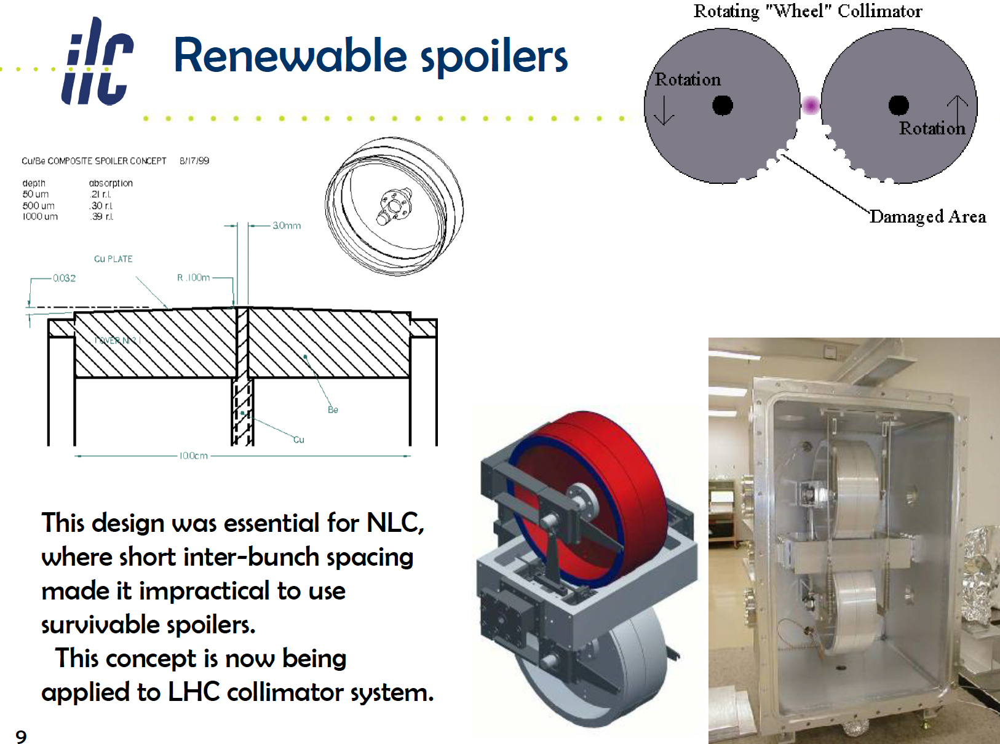 ilc
Renewable spoilers
Rotating "Wheel" Collimator
Rotation
Rotation
Damaged Area
Cu/Be COMPOSITE SPOILER CONCEPT 8/17/99
depth absorption
50 um .21 r.l.
500 um .30 r.l.
1000 um .39 r.l.
3.0mm
Cu PLATE
0.032
R .100m
Be
Cu
10.0cm
This design was essential for NLC,
where short inter-bunch spacing
made it impractical to use
survivable spoilers.
This concept is now being
applied to LHC collimator system.
9